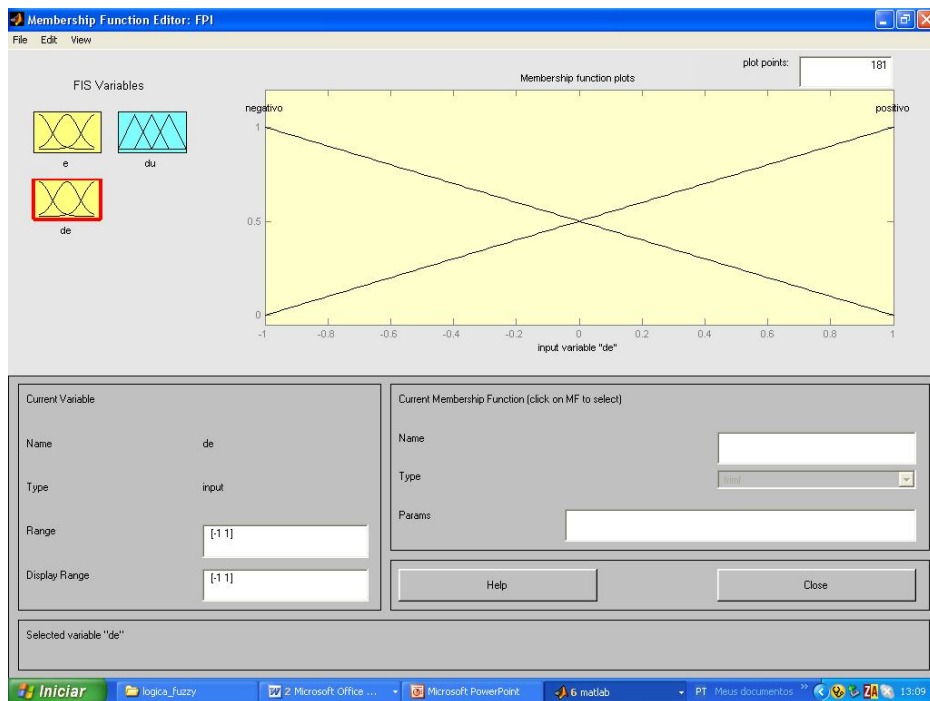 Membership Function Editor: FPI
File Edit View
FIS Variables
e
du
de
plot points:
181
Membership function plots
negativo
positivo
1
0.5
0
-1 -0.8 -0.6 -0.4 -0.2 0 0.2 0.4 0.6 0.8 1
input variable "de"
Current Variable
Name de
Type input
Range [-1 1]
Display Range [-1 1]
Current Membership Function (click on MF to select)
Name
Type trimf
Params
Help
Close
Selected variable "de"
Iniciar logica_fuzzy 2 Microsoft Office ... Microsoft PowerPoint 6 matlab PT Meus documentos » ZA 13:09